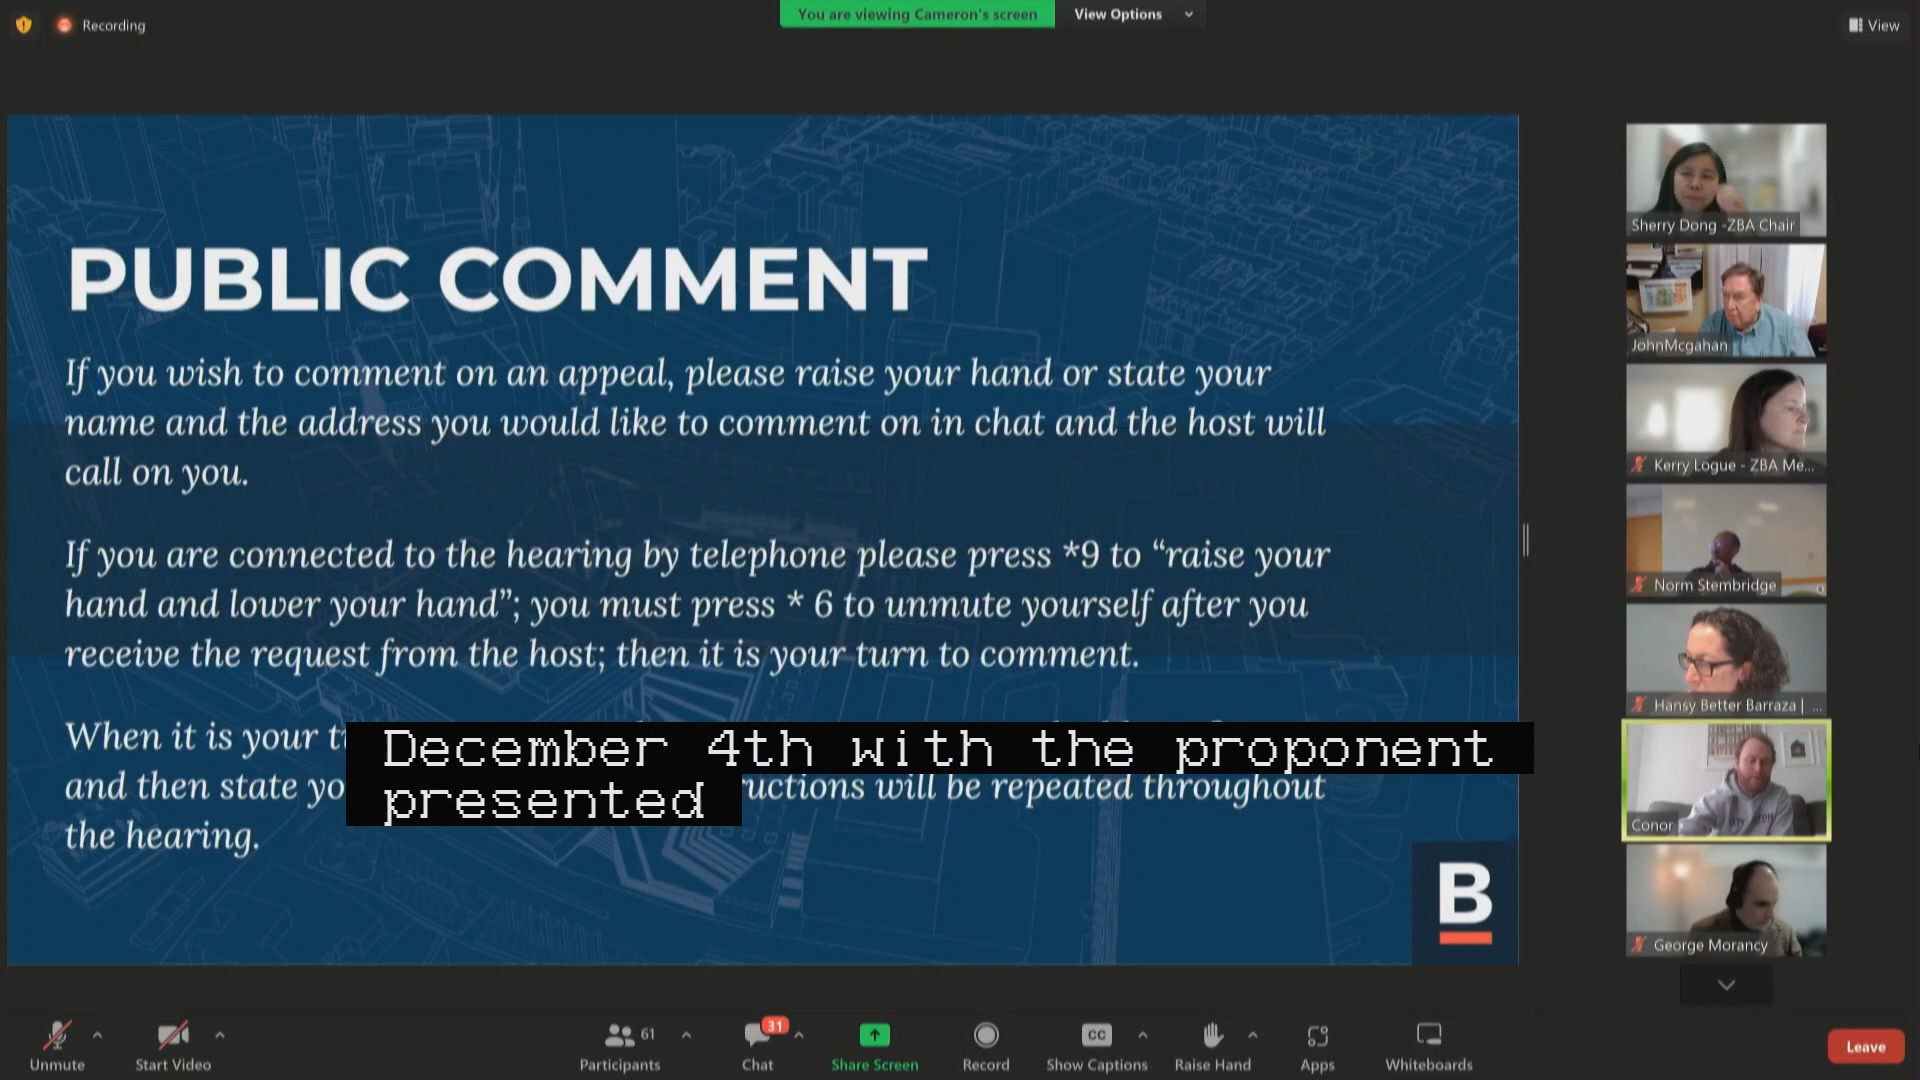 Recording
You are viewing Cameron's screen
View Options
View
PUBLIC COMMENT
If you wish to comment on an appeal, please raise your hand or state your
name and the address you would like to comment on in chat and the host will
call on you.
If you are connected to the hearing by telephone please press *9 to “raise your
hand and lower your hand”; you must press * 6 to unmute yourself after you
receive the request from the host; then it is your turn to comment.
When it is your
and then state will be repeated throughout
the hearing.
December 4th with the proponent
presented
B
Sherry Dong -ZBA Chair
JohnMcgahan
Kerry Logue - ZBA Me...
Norm Stembridge
Hansy Better Barraza | ...
Conor
George Morancy
Unmute
Start Video
61
Participants
31
Chat
Share Screen
Record
CC
Show Captions
Raise Hand
Apps
Whiteboards
Leave